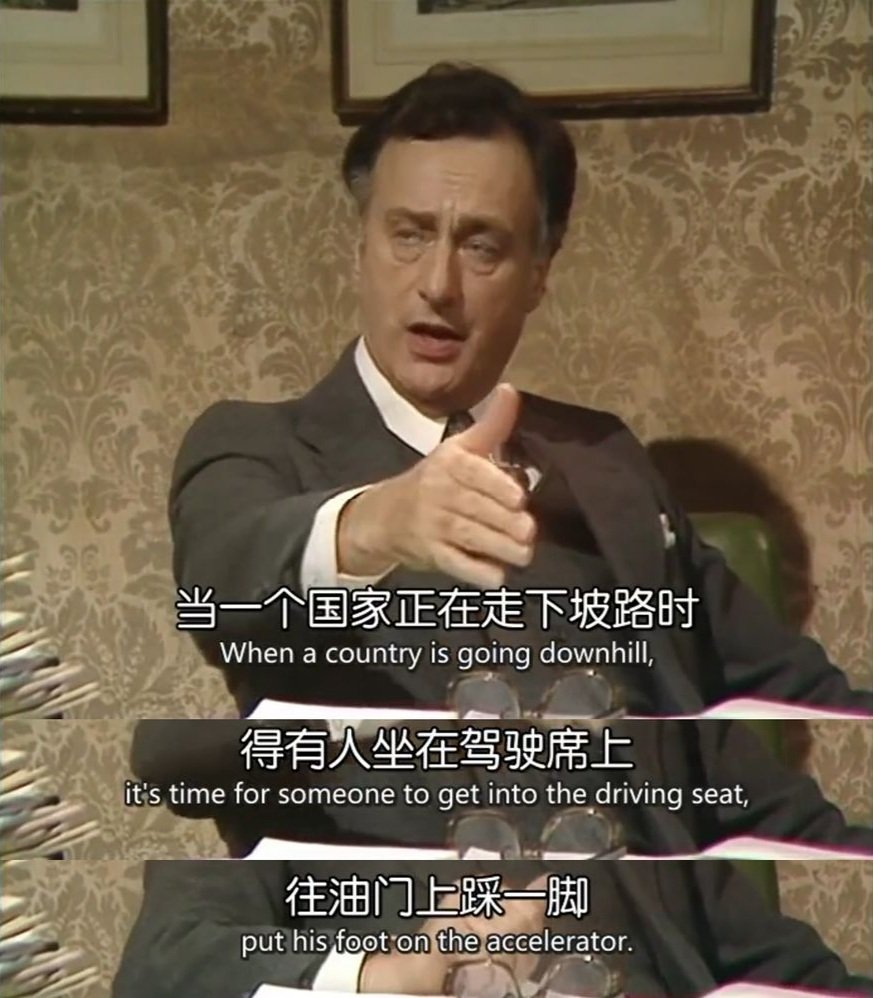 当一个国家正在走下坡路时
When a country is going downhill,
得有人坐在驾驶席上
it's time for someone to get into the driving seat,
往油门上踩一脚
put his foot on the accelerator.